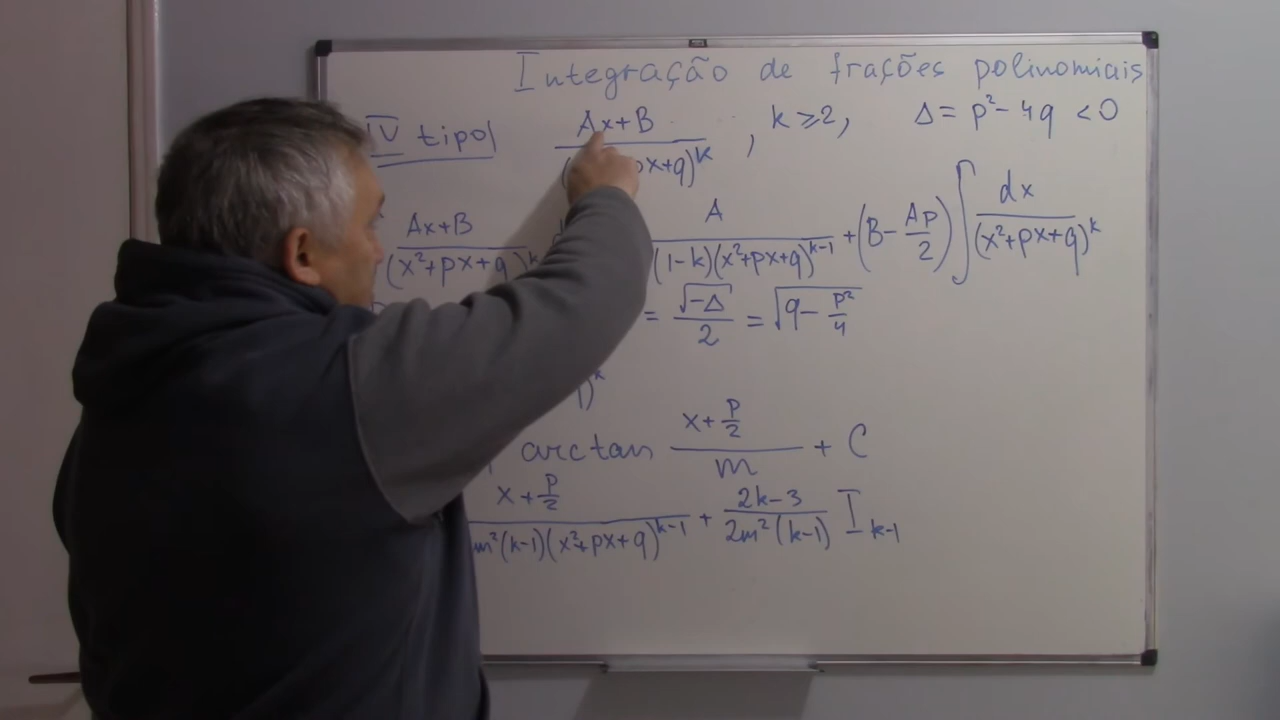 Integração de frações polinomiais
IV tipo Ax+B / ( px+q)^k , k ≥ 2, Δ = p² - 4q < 0
Ax+B / (x²+px+q)^k A / (1-k)(x²+px+q)^{k-1} + (B - Ap/2) ∫ dx / (x²+px+q)^k
= √-Δ / 2 = √(q - p²/4)
)^k
arctan (x + p/2) / m + C
x + p/2 / m²(k-1)(x²+px+q)^{k-1} + (2k-3) / 2m²(k-1) I_{k-1}